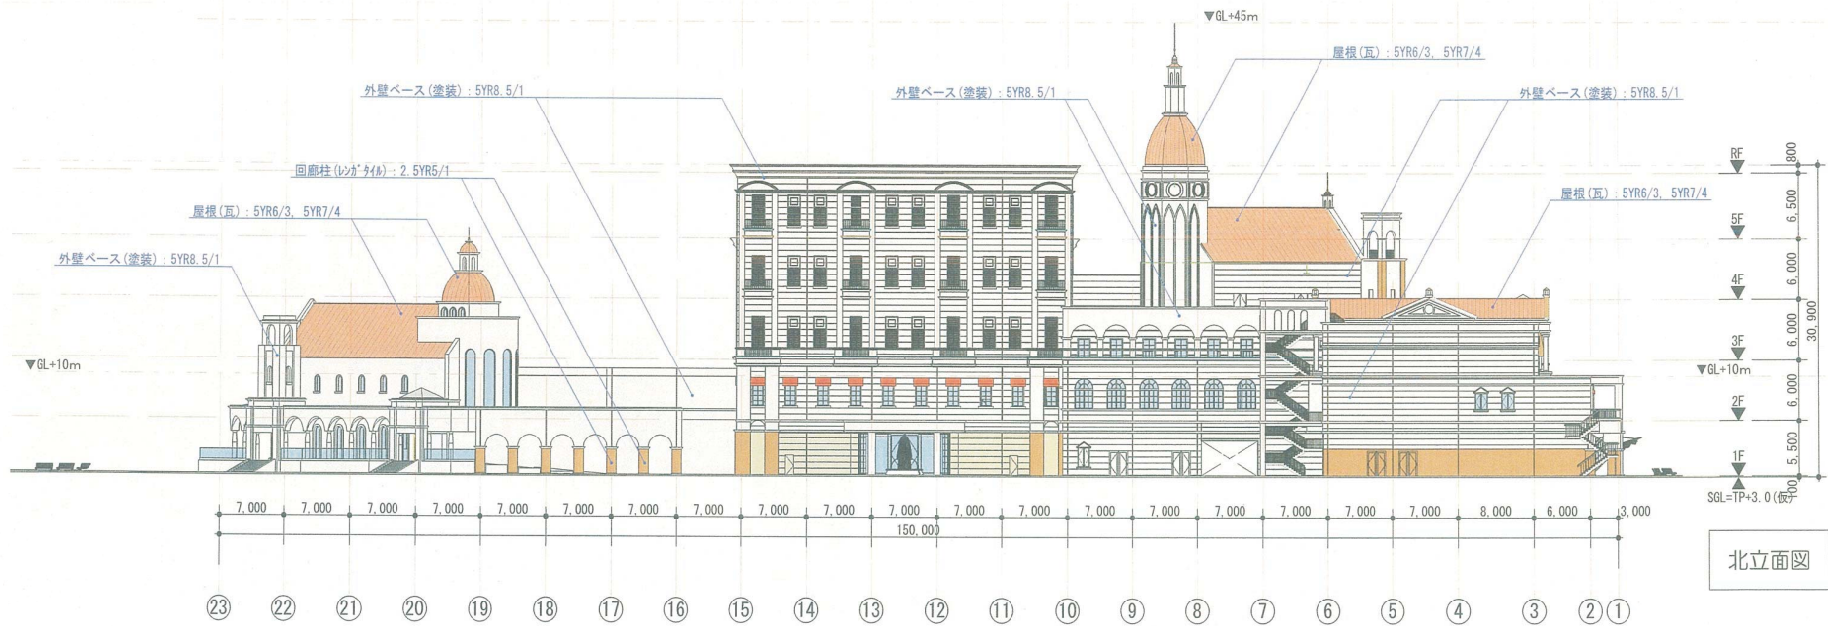 ▼GL+45m
屋根(瓦) : 5YR6/3, 5YR7/4
外壁ベース(塗装) : 5YR8.5/1
外壁ベース(塗装) : 5YR8.5/1
外壁ベース(塗装) : 5YR8.5/1
回廊柱(レンガタイル) : 2.5YR5/1
屋根(瓦) : 5YR6/3, 5YR7/4
屋根(瓦) : 5YR6/3, 5YR7/4
外壁ベース(塗装) : 5YR8.5/1
▼GL+10m
▼GL+10m
RF
5F
4F
3F
2F
1F
800
6,500
6,000
6,000
6,000
5,500
30,900
SGL=TP+3.0(仮)
7,000 7,000 7,000 7,000 7,000 7,000 7,000 7,000 7,000 7,000 7,000 7,000 7,000 7,000 7,000 7,000 7,000 7,000 7,000 8,000 6,000 3,000
150,000
北立面図
㉓ ㉒ ㉑ ⑳ ⑲ ⑱ ⑰ ⑯ ⑮ ⑭ ⑬ ⑫ ⑪ ⑩ ⑨ ⑧ ⑦ ⑥ ⑤ ④ ③ ② ①